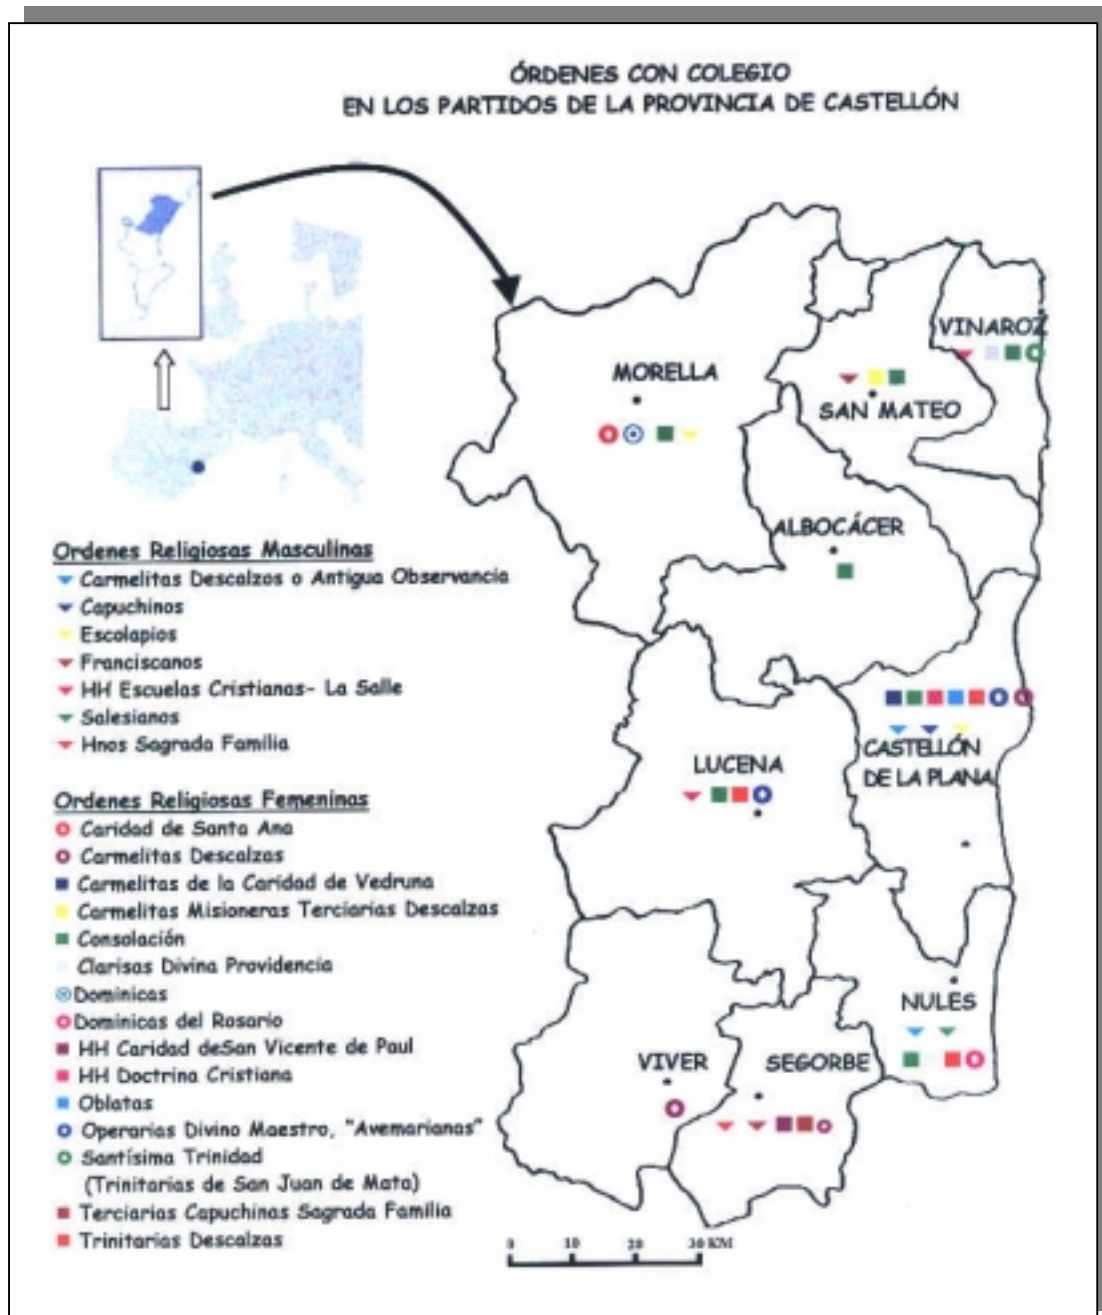 ÓRDENES CON COLEGIO
EN LOS PARTIDOS DE LA PROVINCIA DE CASTELLÓN
VINAROZ
MORELLA
SAN MATEO
ALBOCÁCER
CASTELLÓN
DE LA PLANA
LUCENA
NULES
VIVER
SEGORBE
Ordenes Religiosas Masculinas
Carmelitas Descalzos o Antigua Observancia
Capuchinos
Escolapios
Franciscanos
HH Escuelas Cristianas- La Salle
Salesianos
Hnos Sagrada Família
Ordenes Religiosas Femeninas
Caridad de Santa Ana
Carmelitas Descalzas
Carmelitas de la Caridad de Vedruna
Carmelitas Misioneras Terciarias Descalzas
Consolación
Clarisas Divina Providencia
Dominicas
Dominicas del Rosario
HH Caridad deSan Vicente de Paul
HH Doctrina Cristiana
Oblatas
Operarias Divino Maestro, "Avemarianas"
Santísima Trinidad
(Trinitarias de San Juan de Mata)
Terciarias Capuchinas Sagrada Família
Trinitarias Descalzas
0 10 20 30 KM